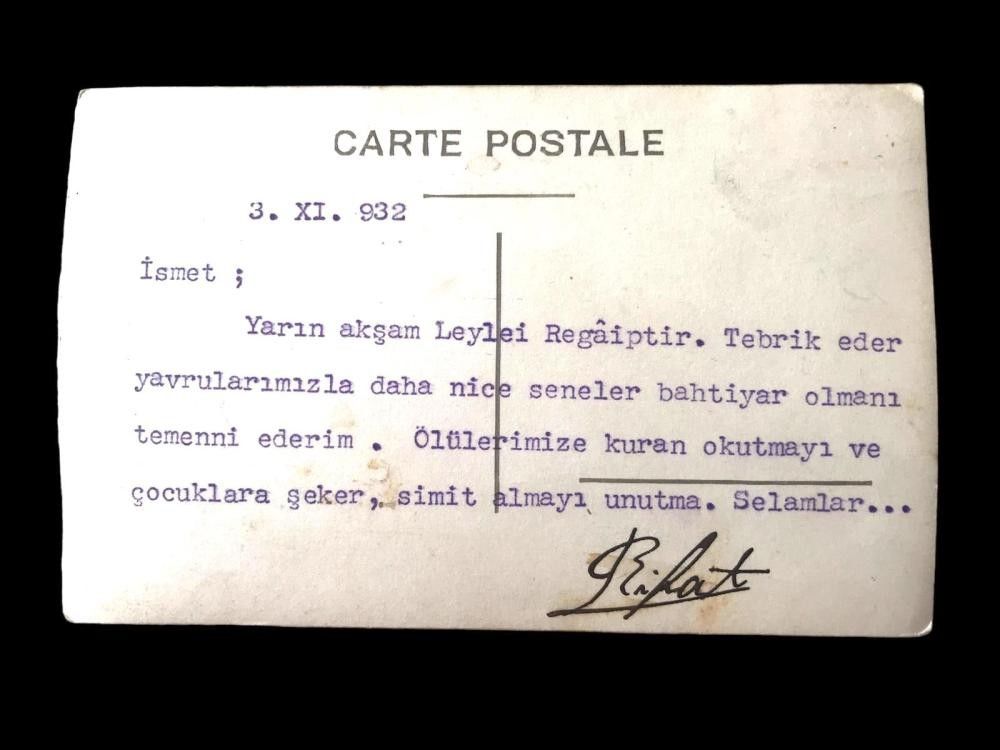 CARTE POSTALE
3. XI. 932
İsmet ;
Yarın akşam Leylei Regâiptir. Tebrik eder
yavrularımızla daha nice seneler bahtiyar olmanı
temenni ederim . Ölülerimize kuran okutmayı ve
çocuklara şeker, simit almayı unutma. Selamlar...
Rifat